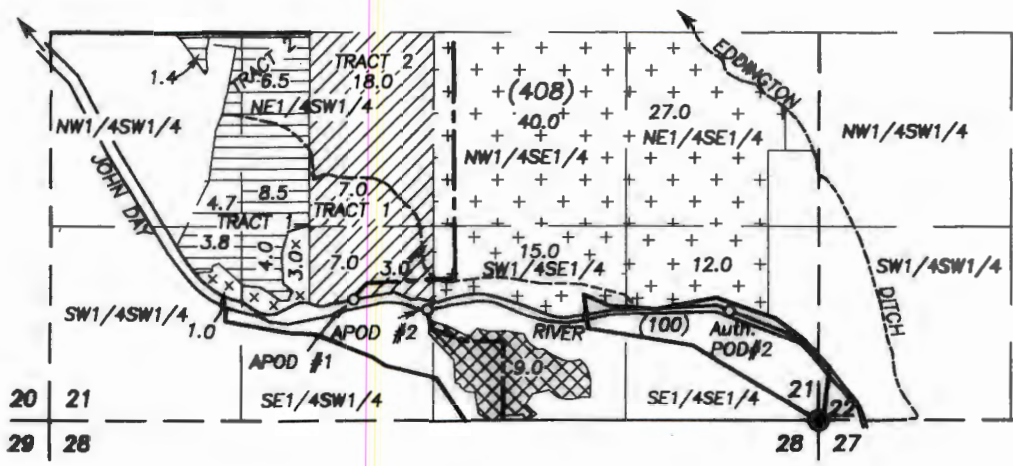 EDDINGTON
TRACT 2
1.4
6.5
TRACT 2
18.0
(408)
40.0
27.0
NW1/4SW1/4
NE1/4SW1/4
NW1/4SE1/4
NE1/4SE1/4
NW1/4SW1/4
JOHN DAY
4.7
8.5
7.0
TRACT 1
TRACT 1
3.8
4.0
3.0
7.0
3.0
15.0
SW1/4SE1/4
12.0
SW1/4SW1/4
DITCH
SW1/4SW1/4
1.0
APOD #1
APOD #2
RIVER
(100)
Auth.
POD#2
9.0
SE1/4SW1/4
SE1/4SE1/4
20 21
21 22
29 28
28 27